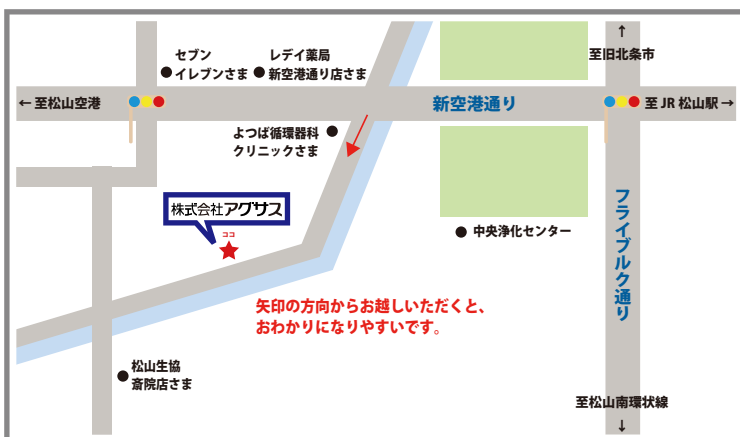 ↑
至旧北条市
セブン
イレブンさま
レデイ薬局
新空港通り店さま
←至松山空港
新空港通り
至JR松山駅→
よつば循環器科
クリニックさま
フライブルク通り
株式会社アグサス
ココ
中央浄化センター
矢印の方向からお越しいただくと、
おわかりになりやすいです。
松山生協
斎院店さま
至松山南環状線
↓